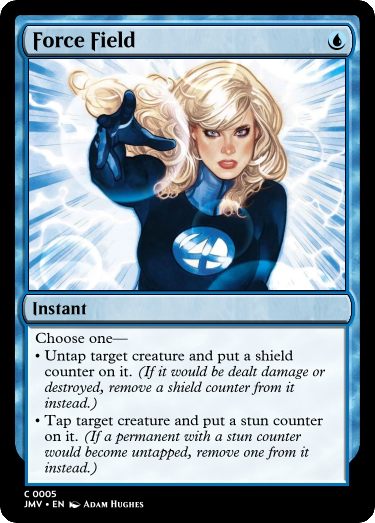 Force Field
Instant
Choose one—
• Untap target creature and put a shield
counter on it. (If it would be dealt damage or
destroyed, remove a shield counter from it
instead.)
• Tap target creature and put a stun counter
on it. (If a permanent with a stun counter
would become untapped, remove one from it
instead.)
C 0005
JMV • EN Adam Hughes